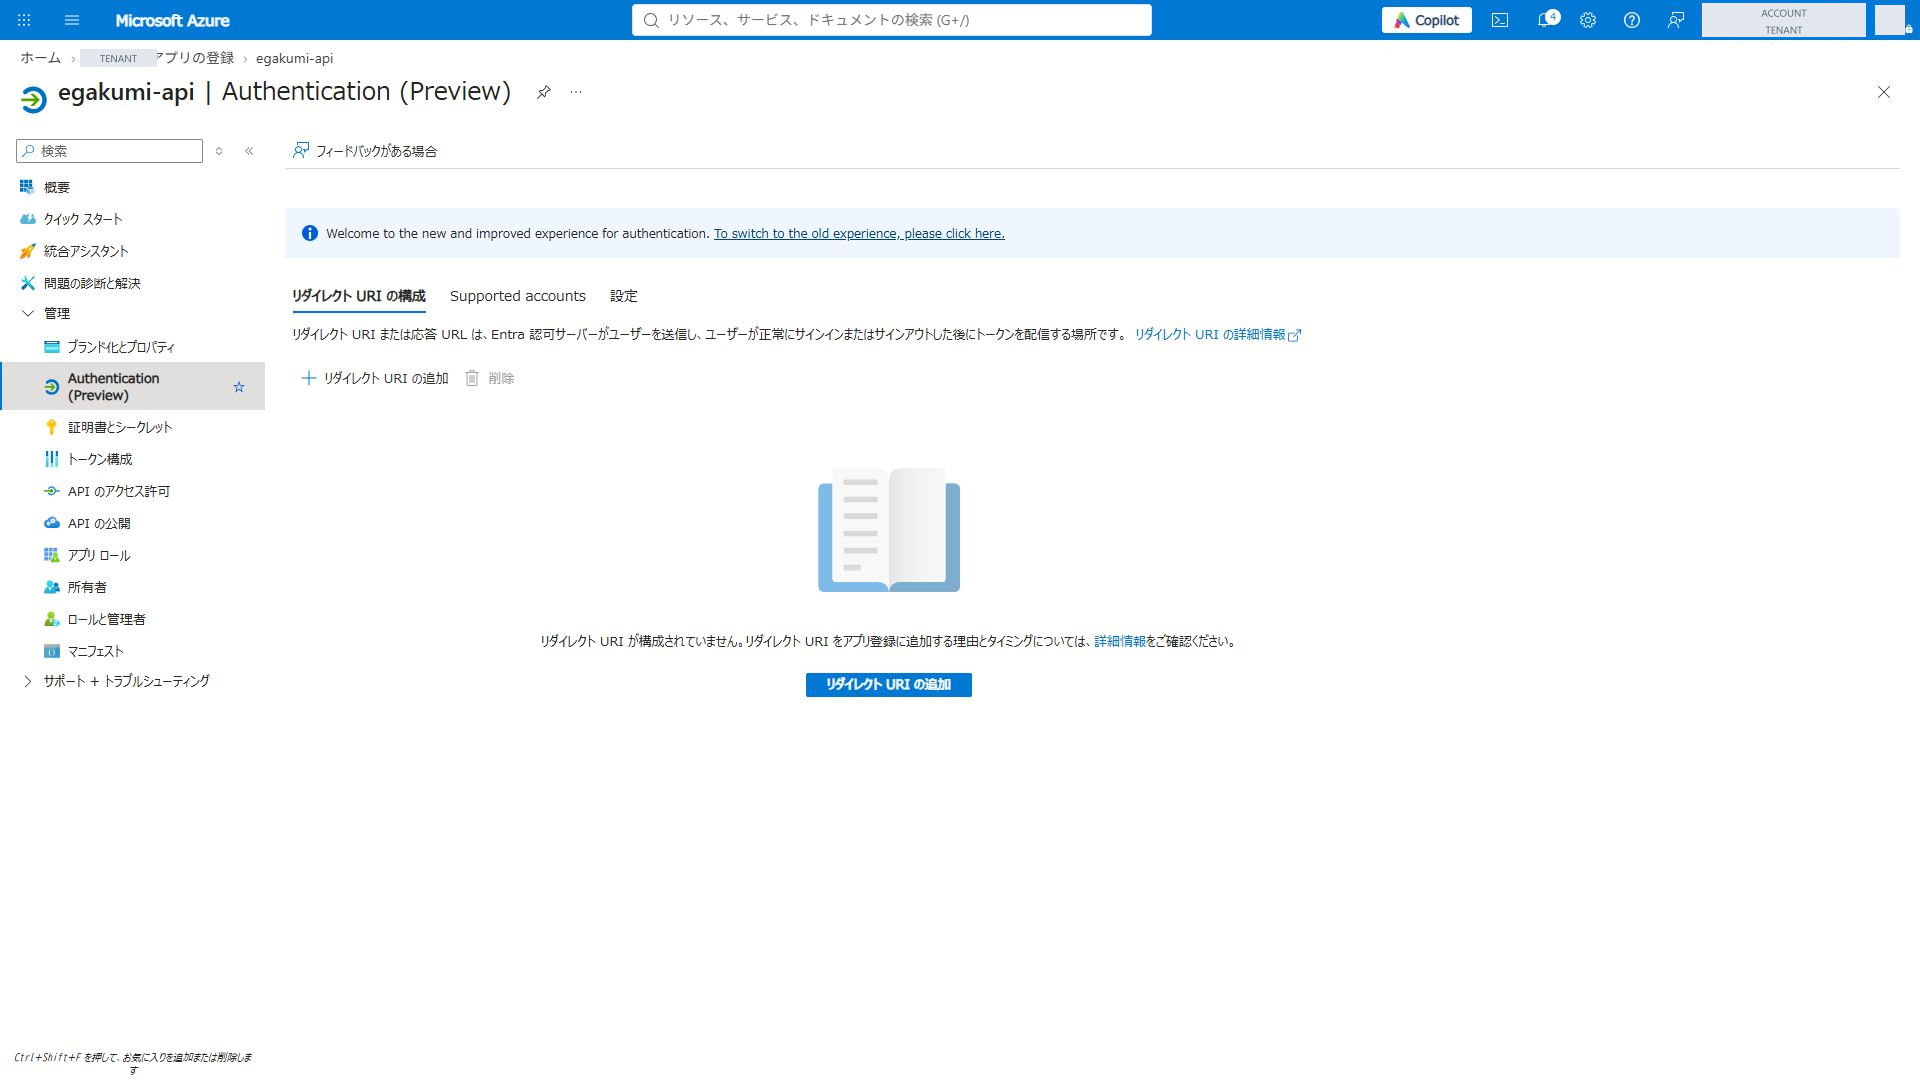 Microsoft Azure
リソース、サービス、ドキュメントの検索 (G+/)
Copilot
4
ACCOUNT
TENANT
ホーム › TENANT アプリの登録 › egakumi-api
egakumi-api | Authentication (Preview)
検索
フィードバックがある場合
概要
クイック スタート
統合アシスタント
問題の診断と解決
管理
ブランド化とプロパティ
Authentication
(Preview)
証明書とシークレット
トークン構成
API のアクセス許可
API の公開
アプリ ロール
所有者
ロールと管理者
マニフェスト
サポート + トラブルシューティング
Welcome to the new and improved experience for authentication. To switch to the old experience, please click here.
リダイレクト URI の構成 Supported accounts 設定
リダイレクト URI または応答 URL は、Entra 認可サーバーがユーザーを送信し、ユーザーが正常にサインインまたはサインアウトした後にトークンを配信する場所です。 リダイレクト URI の詳細情報
リダイレクト URI の追加 削除
リダイレクト URI が構成されていません。リダイレクト URI をアプリ登録に追加する理由とタイミングについては、詳細情報をご確認ください。
リダイレクト URI の追加
Ctrl+Shift+F を押して、お気に入りを追加または削除しま
す